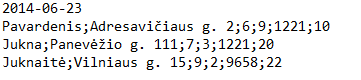 2014-06-23
Pavardenis;Adresavičiaus g. 2;6;9;1221;10
Jukna;Panevėžio g. 111;7;3;1221;20
Juknaitė;Vilniaus g. 15;9;2;9658;22